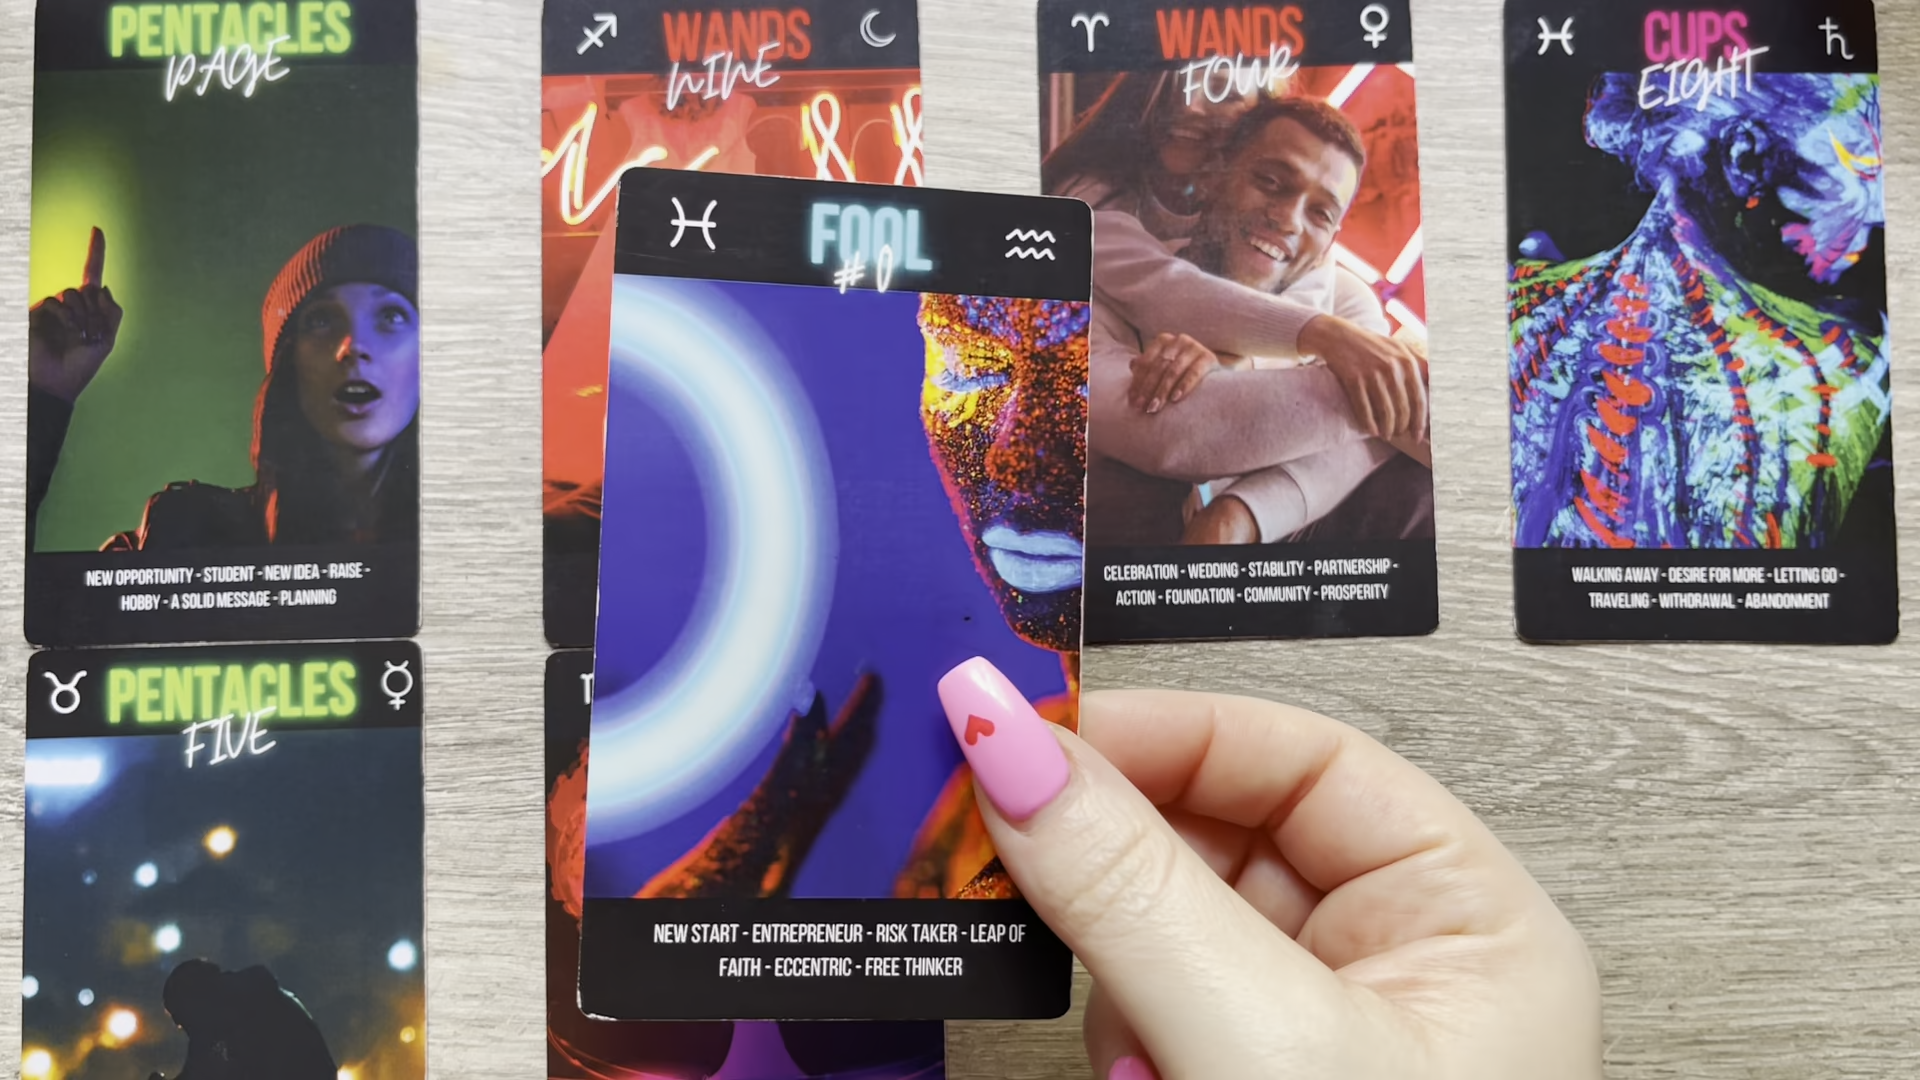 PENTACLES
PAGE
NEW OPPORTUNITY - STUDENT - NEW IDEA - RAISE -
HOBBY - A SOLID MESSAGE - PLANNING
WANDS
NINE
WANDS
FOUR
CELEBRATION - WEDDING - STABILITY - PARTNERSHIP -
ACTION - FOUNDATION - COMMUNITY - PROSPERITY
CUPS
EIGHT
WALKING AWAY - DESIRE FOR MORE - LETTING GO -
TRAVELING - WITHDRAWAL - ABANDONMENT
FOOL
#0
NEW START - ENTREPRENEUR - RISK TAKER - LEAP OF
FAITH - ECCENTRIC - FREE THINKER
PENTACLES
FIVE